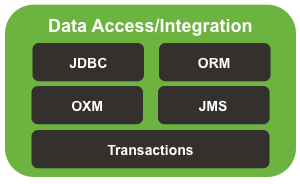 Data Access/Integration
JDBC ORM
OXM JMS
Transactions